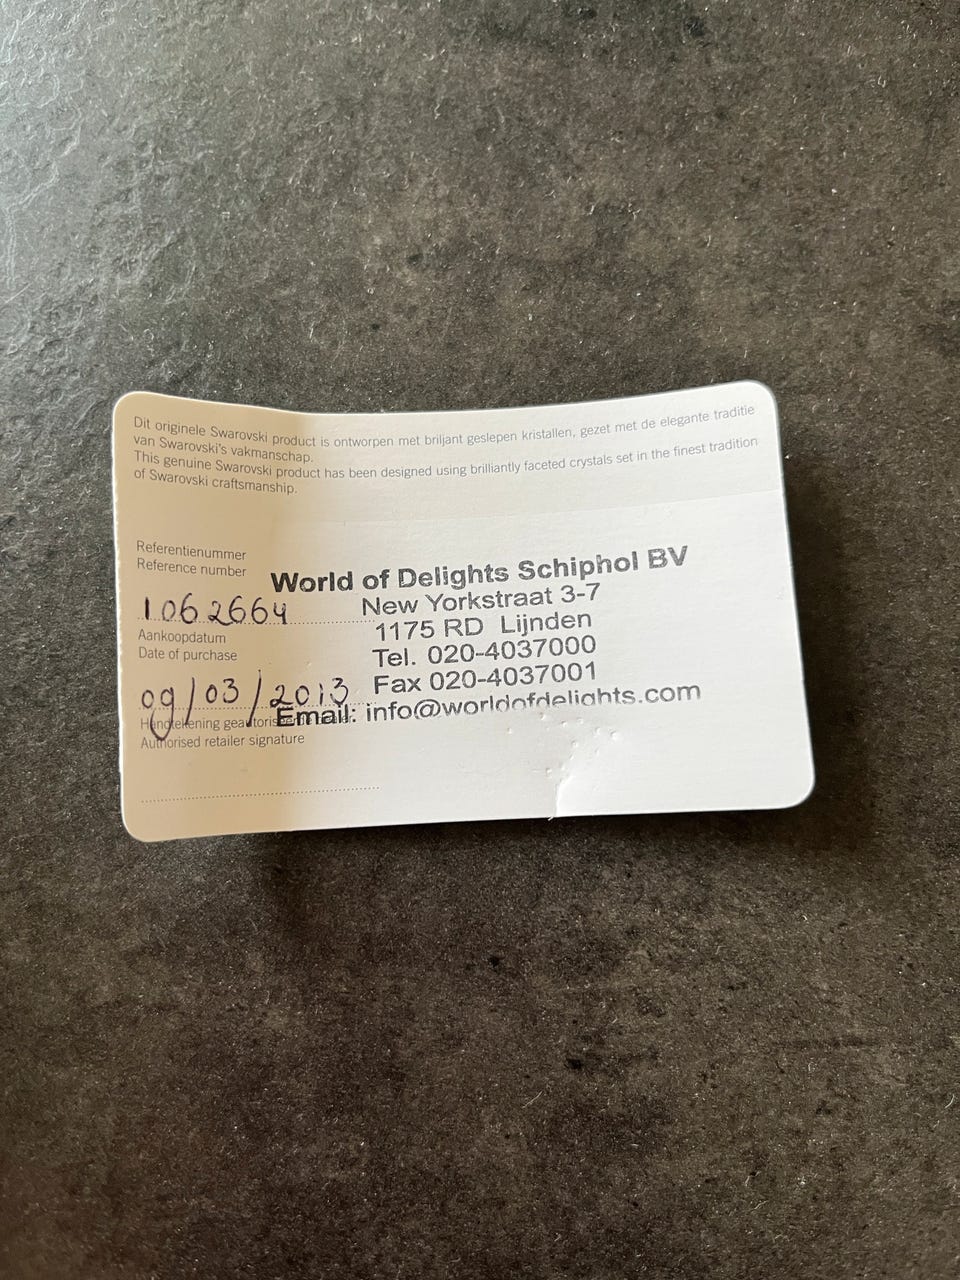 Dit originele Swarovski product is ontworpen met briljant geslepen kristallen, gezet met de elegante traditie
van Swarovski's vakmanschap.
This genuine Swarovski product has been designed using brilliantly faceted crystals set in the finest tradition
of Swarovski craftsmanship.
Referentienummer
Reference number
1062664
Aankoopdatum
Date of purchase
09/03/2013
Handtekening geautoriseerde
Authorised retailer signature
World of Delights Schiphol BV
New Yorkstraat 3-7
1175 RD Lijnden
Tel. 020-4037000
Fax 020-4037001
Email: info@worldofdelights.com